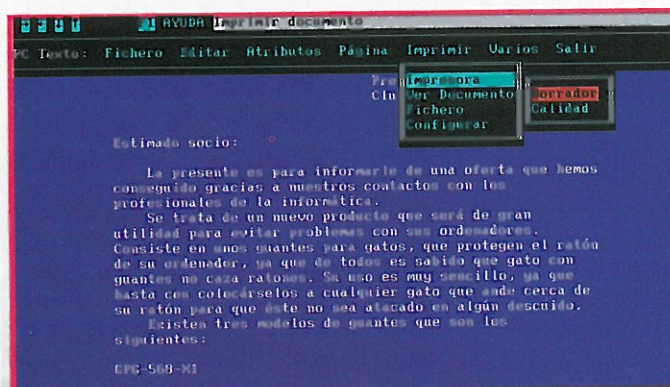 AYUDA Imprimir documento
PC Texto: Fichero Editar Atributos Página Imprimir Varios Salir
Impresora
Ver Documento
Fichero
Configurar
Borrador
Calidad
Pre
Clu
Estimado socio:
La presente es para informarle de una oferta que hemos
conseguido gracias a nuestros contactos con los
profesionales de la informática.
Se trata de un nuevo producto que será de gran
utilidad para evitar problemas con sus ordenadores.
Consiste en unos guantes para gatos, que protegen el ratón
de su ordenador, ya que de todos es sabido que gato con
guantes no caza ratones. Su uso es muy sencillo, ya que
basta con colocárselos a cualquier gato que ande cerca de
su ratón para que éste no sea atacado en algún descuido.
Existen tres modelos de guantes que son los
siguientes:
GPG-568-X1